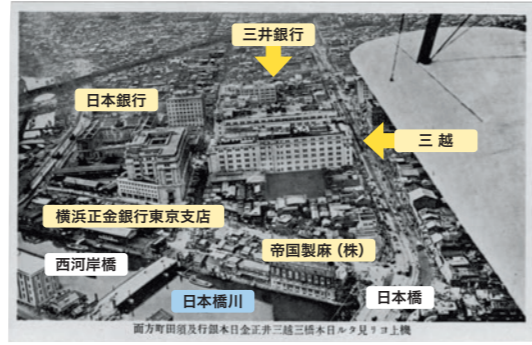 三井銀行
日本銀行
三越
横浜正金銀行東京支店
帝国製麻(株)
西河岸橋
日本橋川
日本橋
機上ヨリ見タル日本橋三越三井正金日本銀行及須田町方面